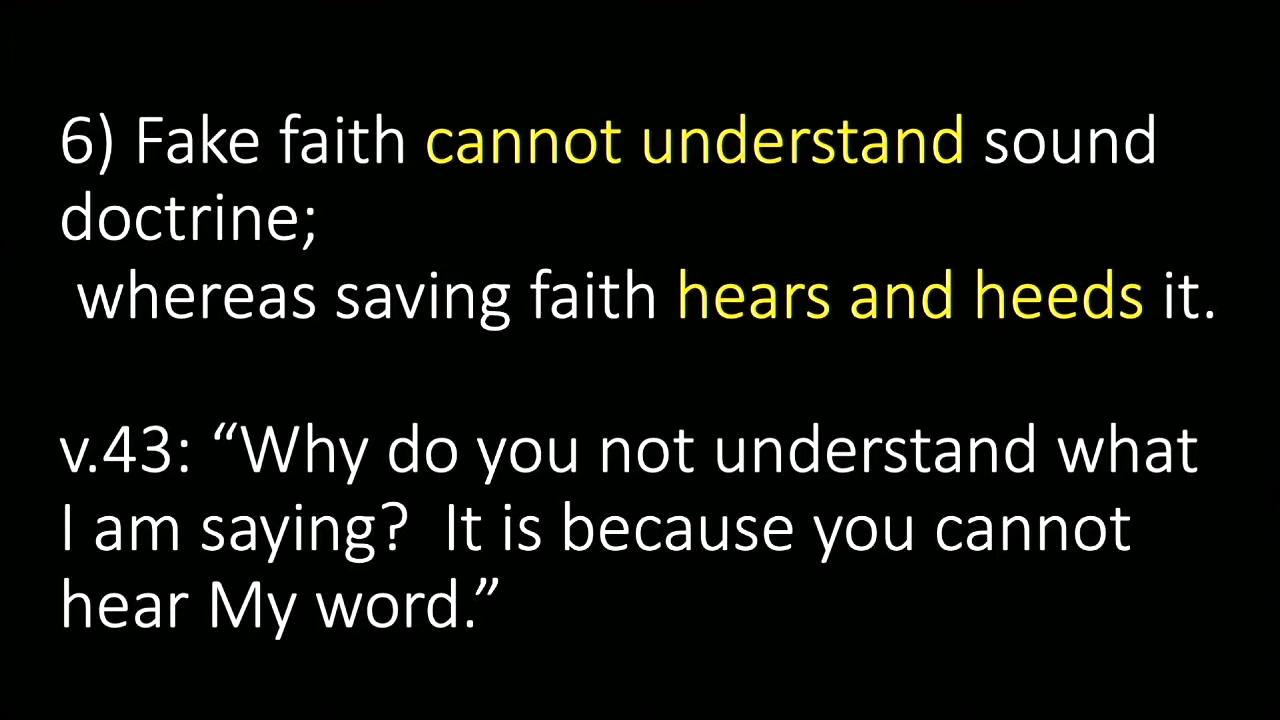 6) Fake faith cannot understand sound
doctrine;
whereas saving faith hears and heeds it.
v.43: “Why do you not understand what
I am saying?  It is because you cannot
hear My word.”